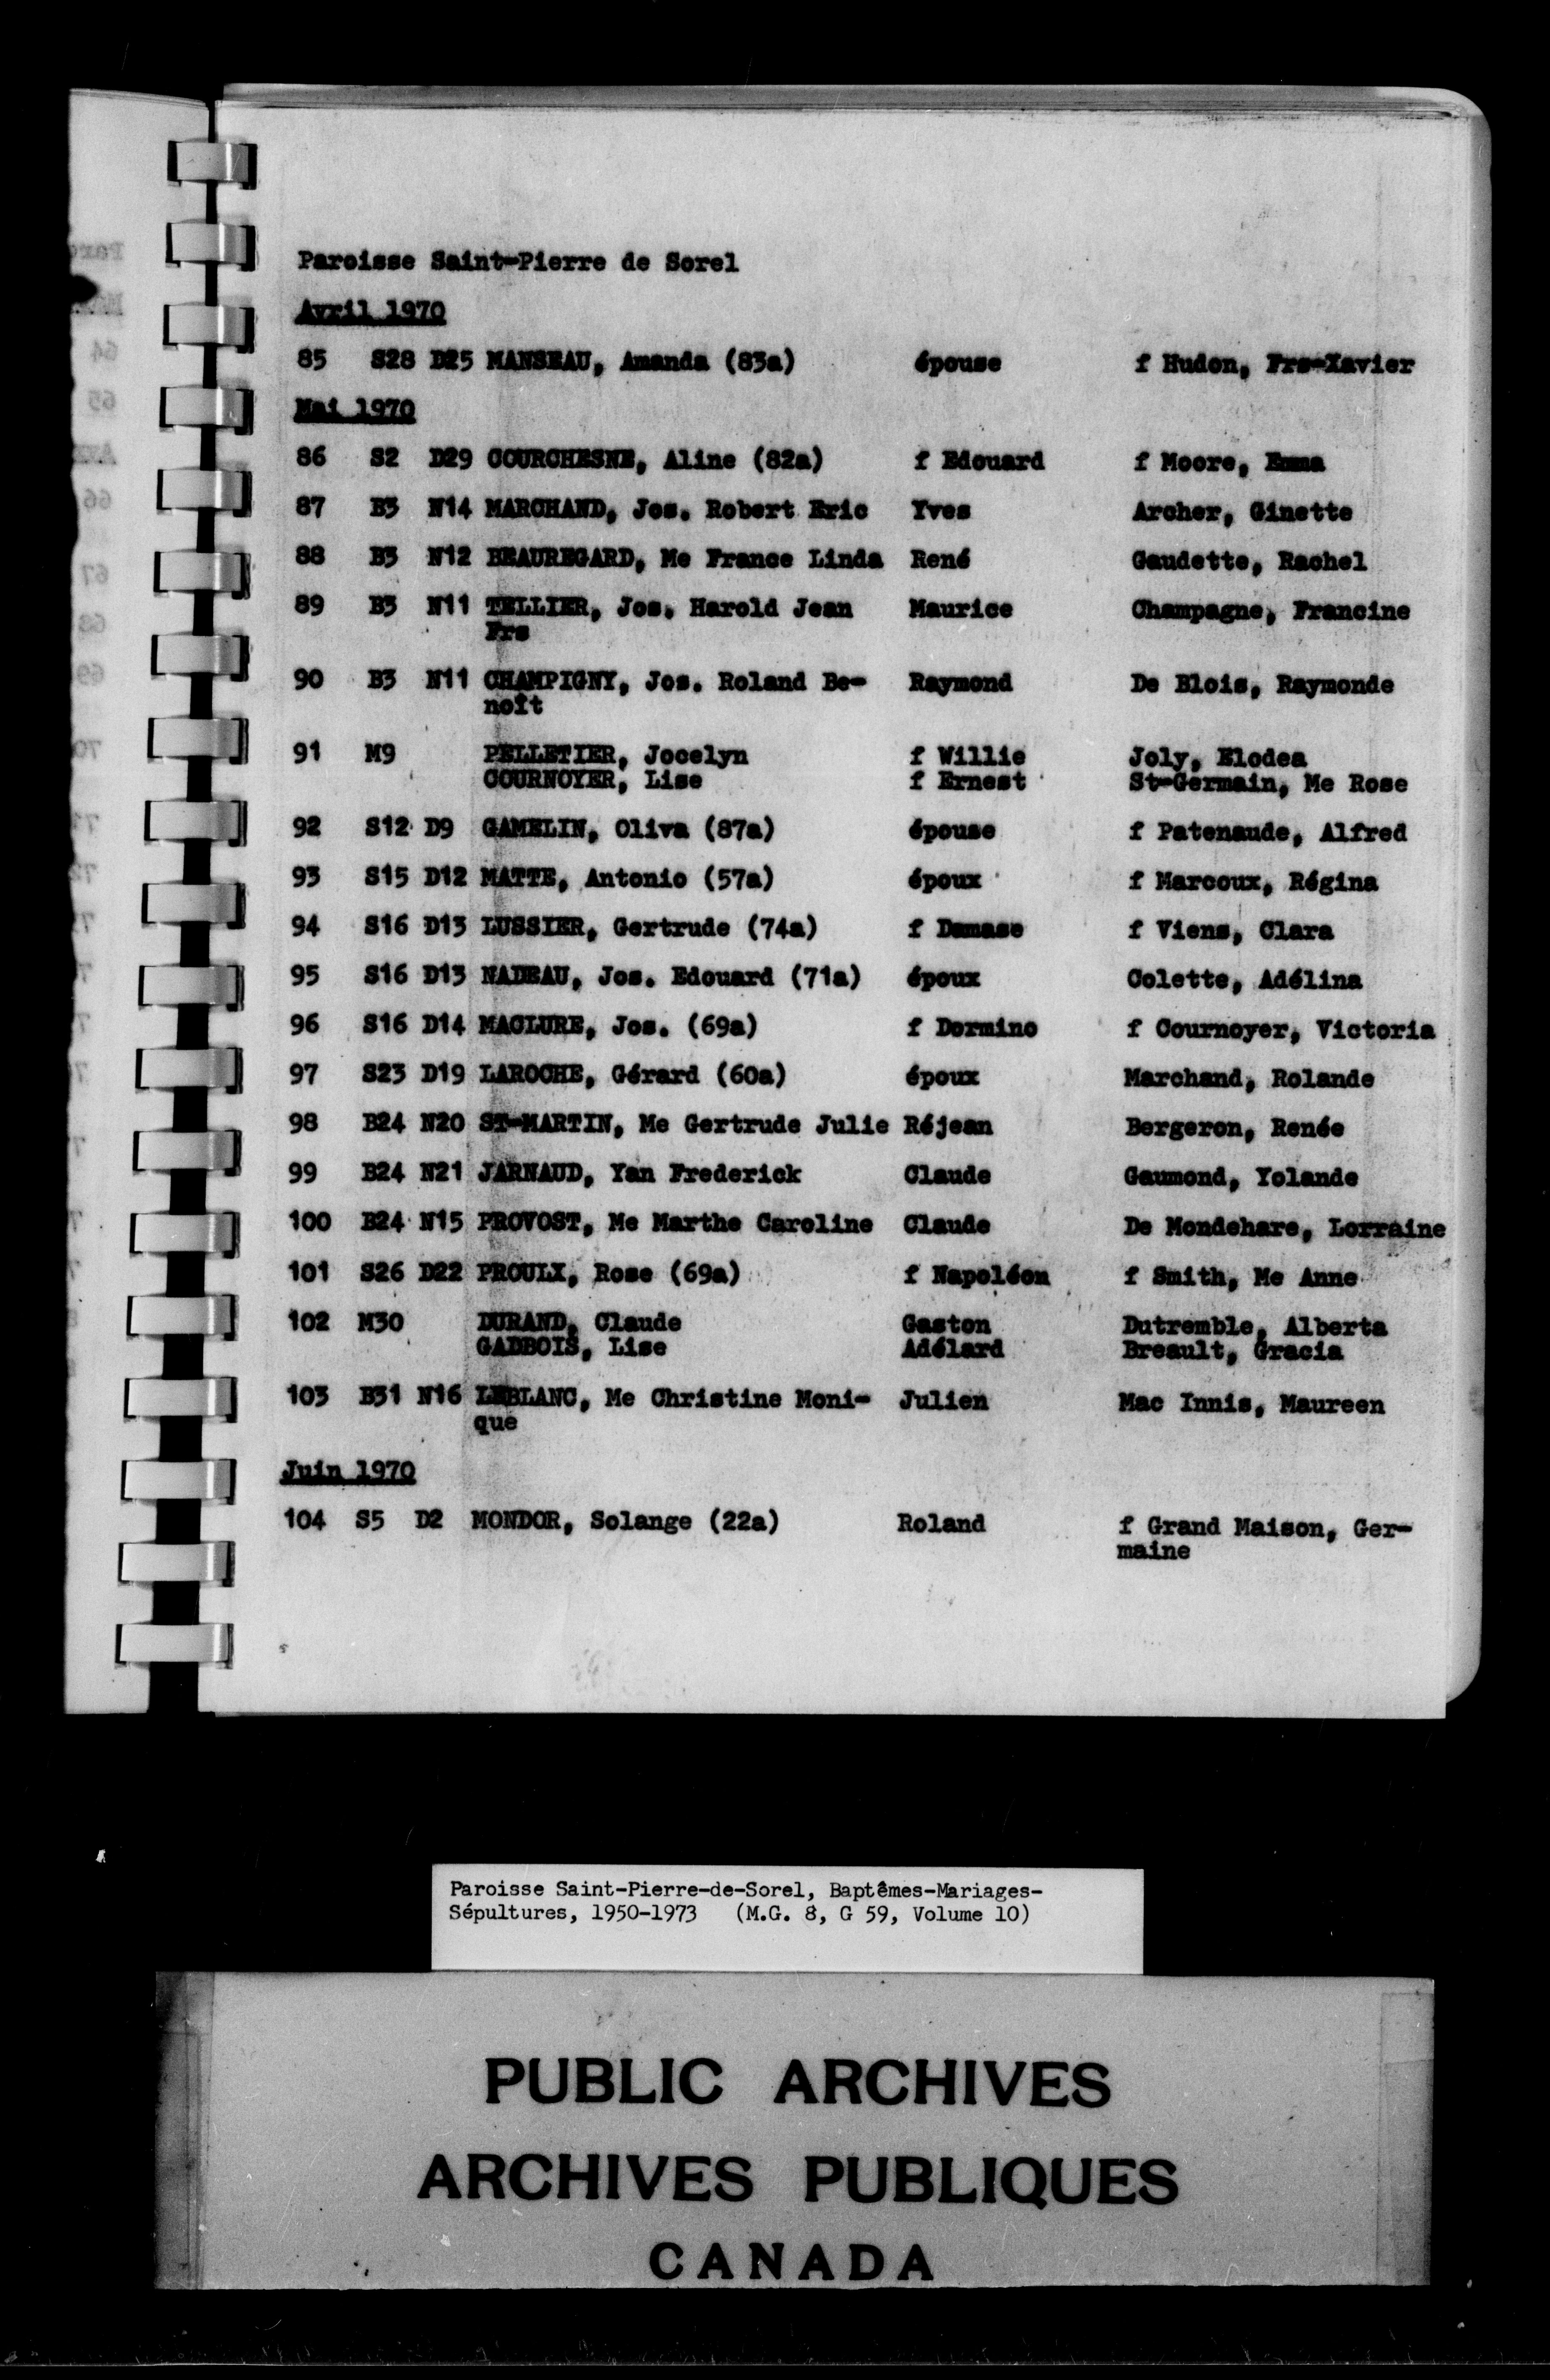 Paroisse Saint-Pierre de Sorel
Avril 1970
85 S28 D25 MANSEAU, Amanda (83a) épouse f Hudon, Frs-Xavier
Mai 1970
86 S2 D29 COURCHESNE, Aline (82a) f Edouard f Moore, Emma
87 B3 N14 MARCHAND, Jos. Robert Eric Yves Archer, Ginette
88 B3 N12 BEAUREGARD, Me France Linda René Gaudette, Rachel
89 B3 N11 TELLIER, Jos. Harold Jean Maurice Champagne, Francine
Frs
90 B3 N11 CHAMPIGNY, Jos. Roland Be- Raymond De Blois, Raymonde
noît
91 M9 PELLETIER, Jocelyn f Willie Joly, Elodea
COURNOYER, Lise f Ernest St-Germain, Me Rose
92 S12 D9 GAMELIN, Oliva (87a) épouse f Patenaude, Alfred
93 S15 D12 MATTE, Antonio (57a) époux f Marcoux, Régina
94 S16 D13 LUSSIER, Gertrude (74a) f Damase f Viens, Clara
95 S16 D13 NADEAU, Jos. Edouard (71a) époux Colette, Adélina
96 S16 D14 MACLURE, Jos. (69a) f Dormino f Cournoyer, Victoria
97 S23 D19 LAROCHE, Gérard (60a) époux Marchand, Rolande
98 B24 N20 ST-MARTIN, Me Gertrude Julie Réjean Bergeron, Renée
99 B24 N21 JARNAUD, Yan Frederick Claude Gaumond, Yolande
100 B24 N15 PROVOST, Me Marthe Caroline Claude De Mondehare, Lorraine
101 S26 D22 PROULX, Rose (69a) f Napoléon f Smith, Me Anne
102 M30 DURAND, Claude Gaston Dutremble, Alberta
GADBOIS, Lise Adélard Breault, Gracia
103 B31 N16 LEBLANC, Me Christine Moni- Julien Mac Innis, Maureen
que
Juin 1970
104 S5 D2 MONDOR, Solange (22a) Roland f Grand Maison, Ger-
maine
Paroisse Saint-Pierre-de-Sorel, Baptêmes-Mariages-
Sépultures, 1950-1973 (M.G. 8, G 59, Volume 10)
PUBLIC ARCHIVES
ARCHIVES PUBLIQUES
CANADA